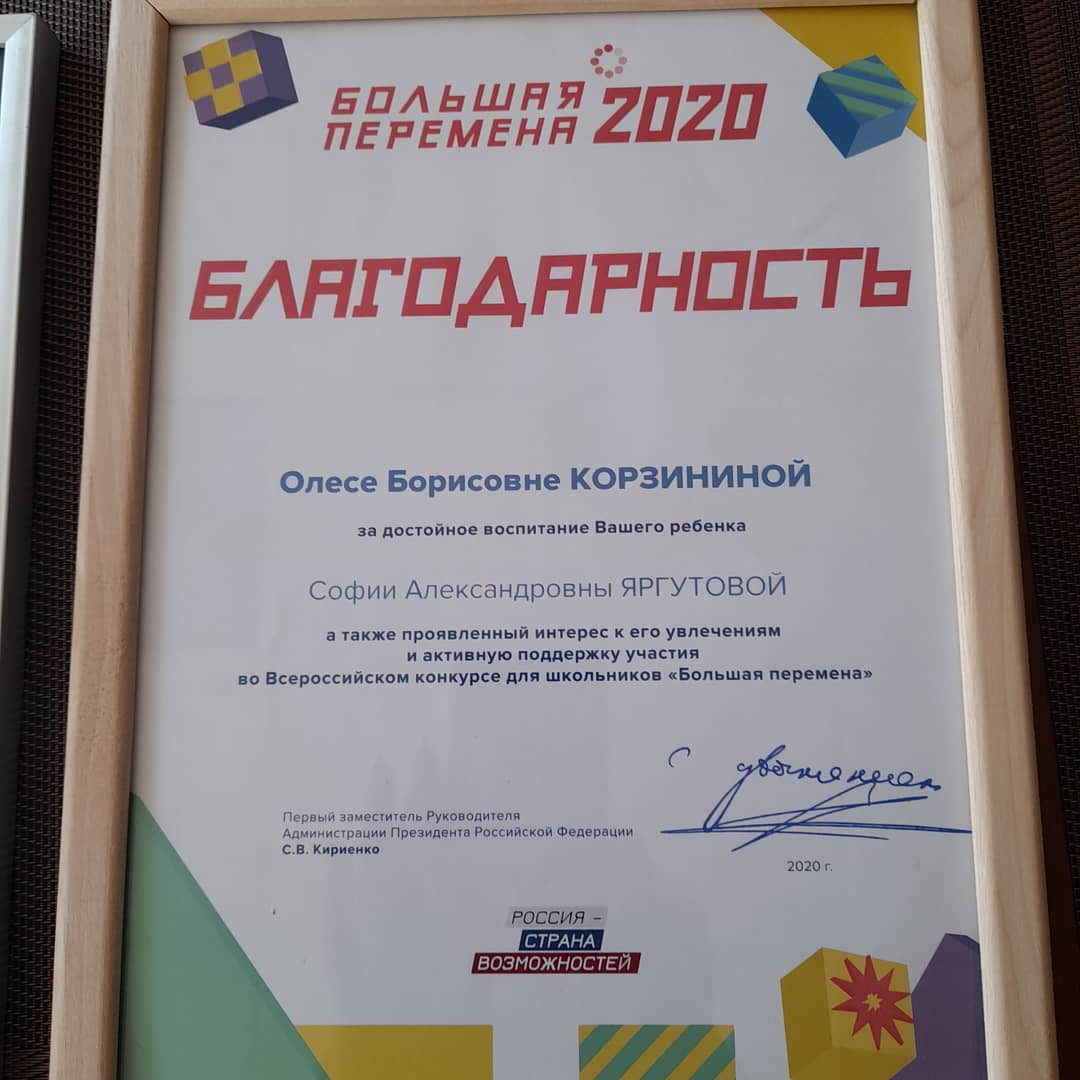 БОЛЬШАЯ
ПЕРЕМЕНА 2020
БЛАГОДАРНОСТЬ
Олесе Борисовне КОРЗИНИНОЙ
за достойное воспитание Вашего ребенка
Софии Александровны ЯРГУТОВОЙ
а также проявленный интерес к его увлечениям
и активную поддержку участия
во Всероссийском конкурсе для школьников «Большая перемена»
С уважением
Первый заместитель Руководителя
Администрации Президента Российской Федерации
С.В. Кириенко
2020 г.
РОССИЯ –
СТРАНА
ВОЗМОЖНОСТЕЙ